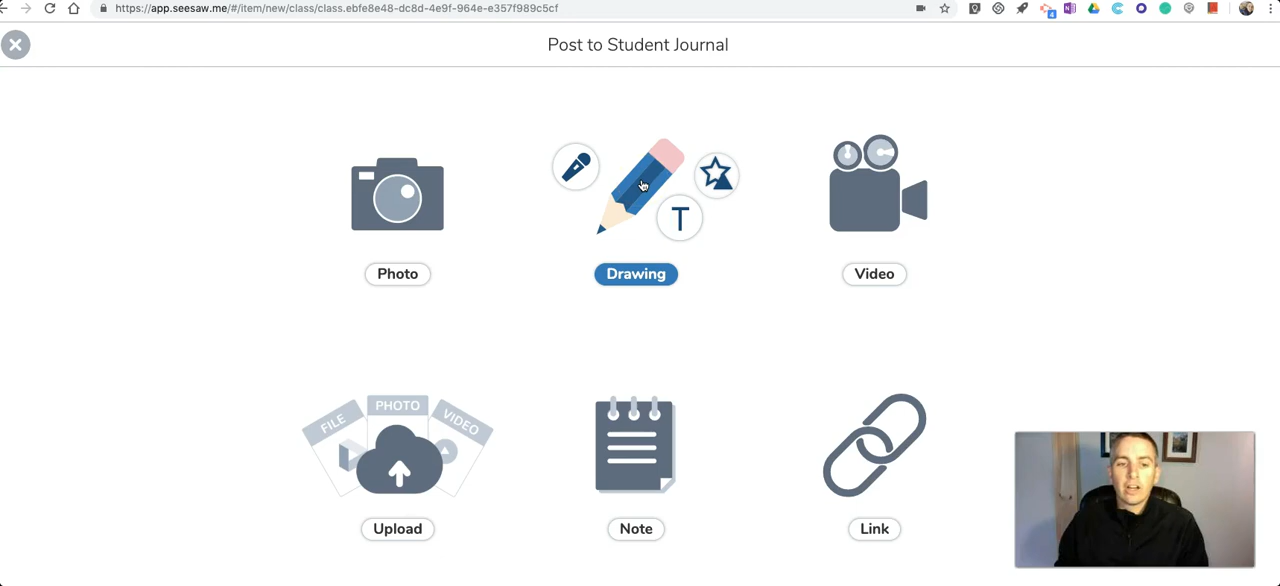 https://app.seesaw.me/#/item/new/class/class.ebfe8e48-dc8d-4e9f-964e-e357f989c5cf
4
Post to Student Journal
T
Photo
Drawing
Video
FILE
PHOTO
VIDEO
Upload
Note
Link